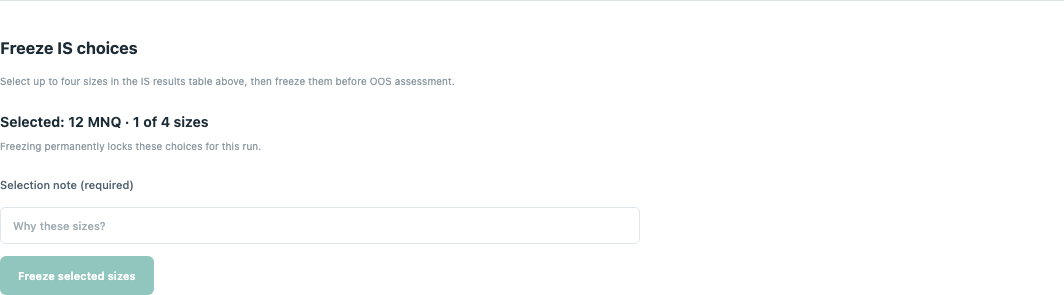 Freeze IS choices
Select up to four sizes in the IS results table above, then freeze them before OOS assessment.
Selected: 12 MNQ · 1 of 4 sizes
Freezing permanently locks these choices for this run.
Selection note (required)
Why these sizes?
Freeze selected sizes